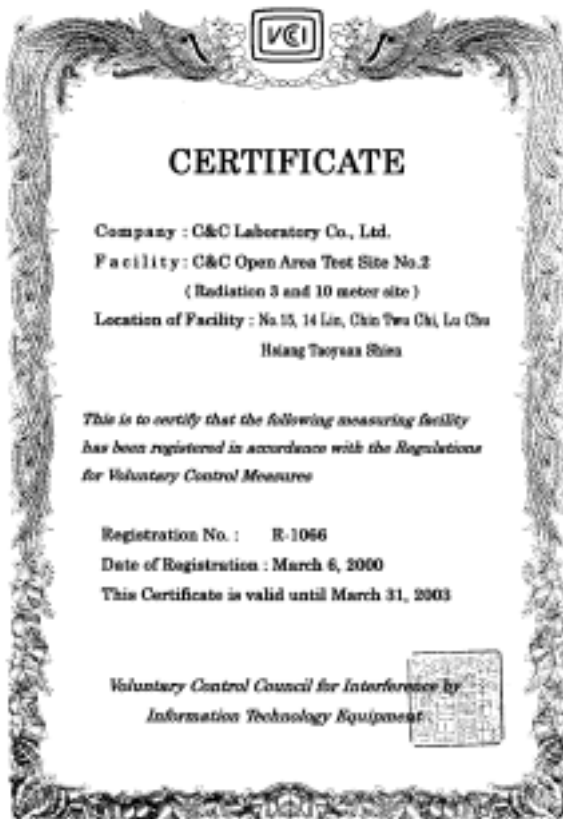 VCCI
CERTIFICATE
Company : C&C Laboratory Co., Ltd.
Facility : C&C Open Area Test Site No.2
( Radiation 3 and 10 meter site )
Location of Facility : No.15, 14 Lin, Chin Twu Chi, Lu Chu
Hsiang Taoyuan Shien
This is to certify that the following measuring facility
has been registered in accordance with the Regulations
for Voluntary Control Measures
Registration No. : R-1066
Date of Registration : March 6, 2000
This Certificate is valid until March 31, 2003
Voluntary Control Council for Interference by
Information Technology Equipment